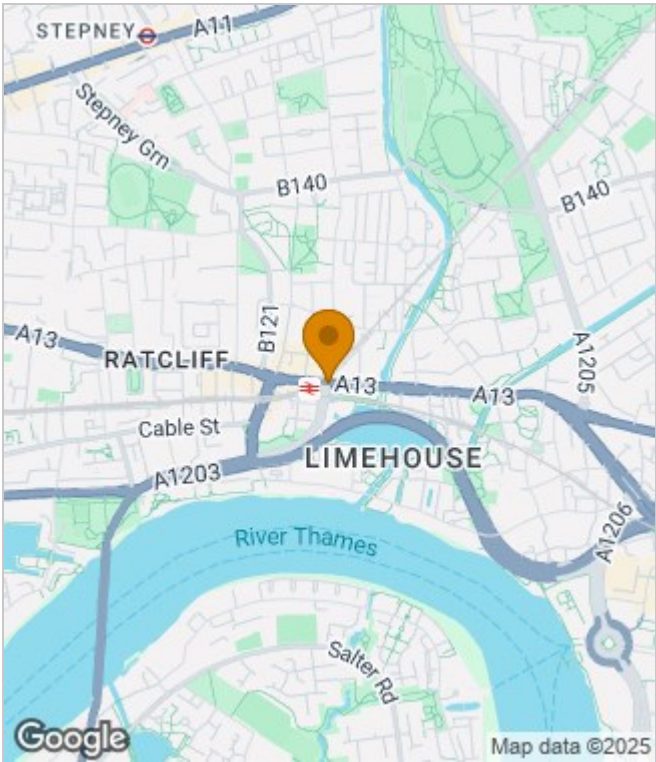 STEPNEY
A11
Stepney Grn
B140
B140
B121
A13
RATCLIFF
A13
A13
A1205
Cable St
LIMEHOUSE
A1203
A1206
River Thames
Salter Rd
Google
Map data ©2025